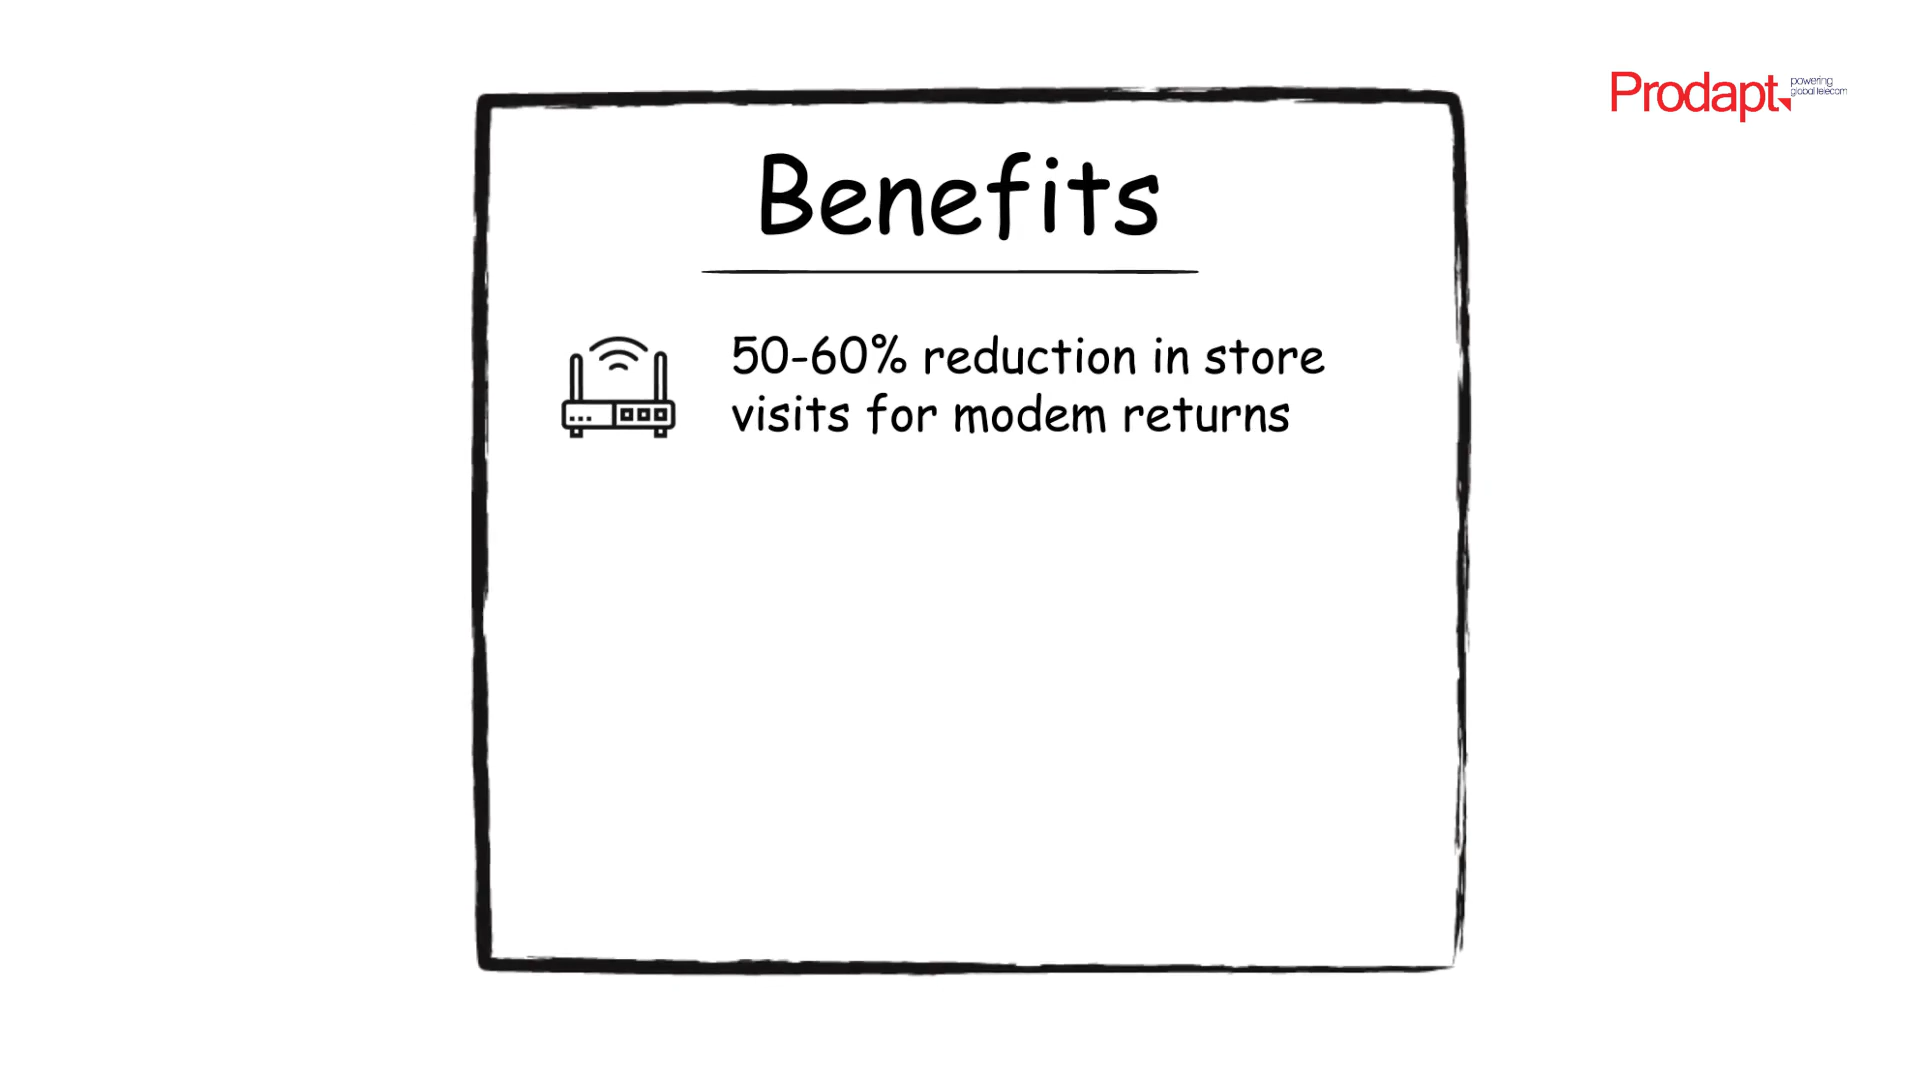 Prodapt
powering
global telecom
Benefits
50-60% reduction in store
visits for modem returns